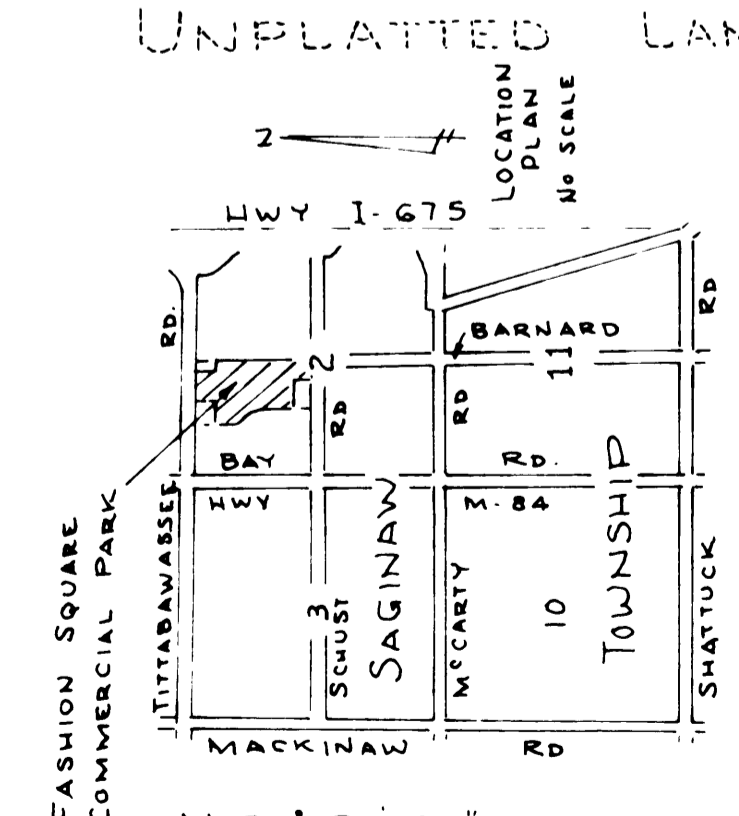 UNPLATTED LAN
N
LOCATION
PLAN
No SCALE
HWY I-675
RD.
RD
BARNARD
2
11
RD
RD
BAY RD.
HWY M-84
TITTABAWASSEE
3
SCHUST
SAGINAW
McCARTY
10
TOWNSHIP
SHATTUCK
MACKINAW RD
FASHION SQUARE
COMMERCIAL PARK